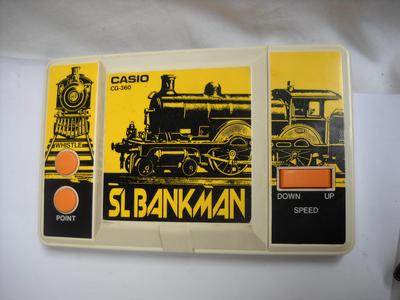 CASIO
CG-360
WHISTLE
POINT
SL BANKMAN
DOWN UP
SPEED